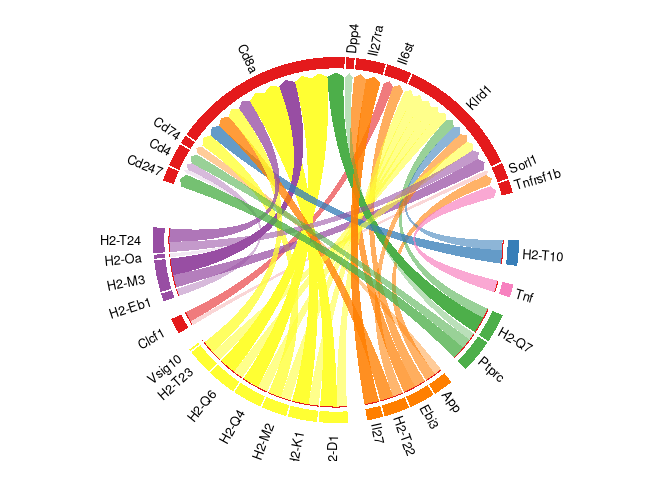 Cd8a
Dpp4
Il27ra
Il6st
Klrd1
Sorl1
Tnfrsf1b
H2-T10
Tnf
H2-Q7
Ptprc
App
Ebi3
H2-T22
Il27
2-D1
I2-K1
H2-M2
H2-Q4
H2-Q6
H2-T23
Vsig10
Clcf1
H2-Eb1
H2-M3
H2-Oa
H2-T24
Cd247
Cd4
Cd74